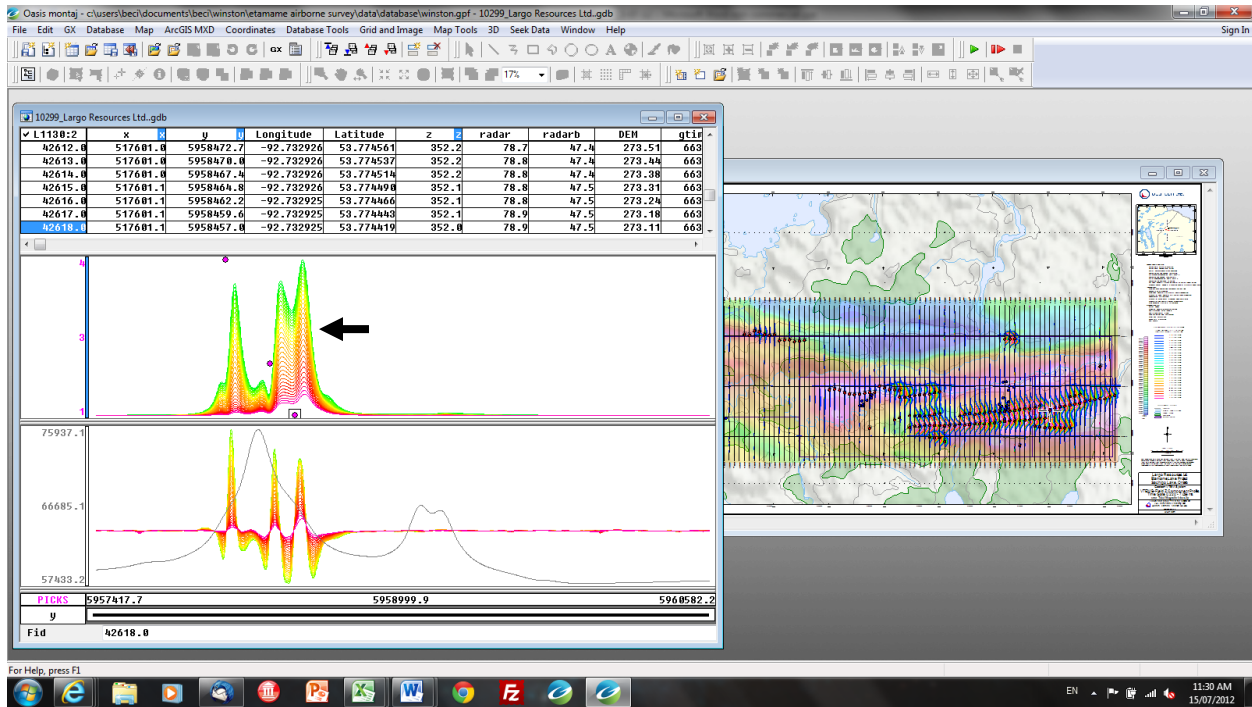 Oasis montaj - c:\users\beci\documents\beci\winston\etamame airborne survey\data\database\winston.gpf - 10299_Largo Resources Ltd..gdb
File Edit GX Database Map ArcGIS MXD Coordinates Database Tools Grid and Image Map Tools 3D Seek Data Window Help Sign In
GX
17%
10299_Largo Resources Ltd..gdb
✓ L1130:2 x x y y Longitude Latitude z z radar radarb DEM gtim
42612.0 517601.0 5958472.7 -92.732926 53.774561 352.2 78.7 47.4 273.51 663
42613.0 517601.0 5958470.0 -92.732926 53.774537 352.2 78.8 47.4 273.44 663
42614.0 517601.0 5958467.4 -92.732926 53.774514 352.2 78.8 47.4 273.38 663
42615.0 517601.1 5958464.8 -92.732926 53.774490 352.1 78.8 47.5 273.31 663
42616.0 517601.1 5958462.2 -92.732925 53.774466 352.1 78.8 47.5 273.24 663
42617.0 517601.1 5958459.6 -92.732925 53.774443 352.1 78.9 47.5 273.18 663
42618.0 517601.1 5958457.0 -92.732925 53.774419 352.0 78.9 47.5 273.11 663
4
3
1
75937.1
66685.1
57433.2
PICKS 5957417.7 5958999.9 5960582.2
y
Fid 42618.0
For Help, press F1
EN 11:30 AM
15/07/2012